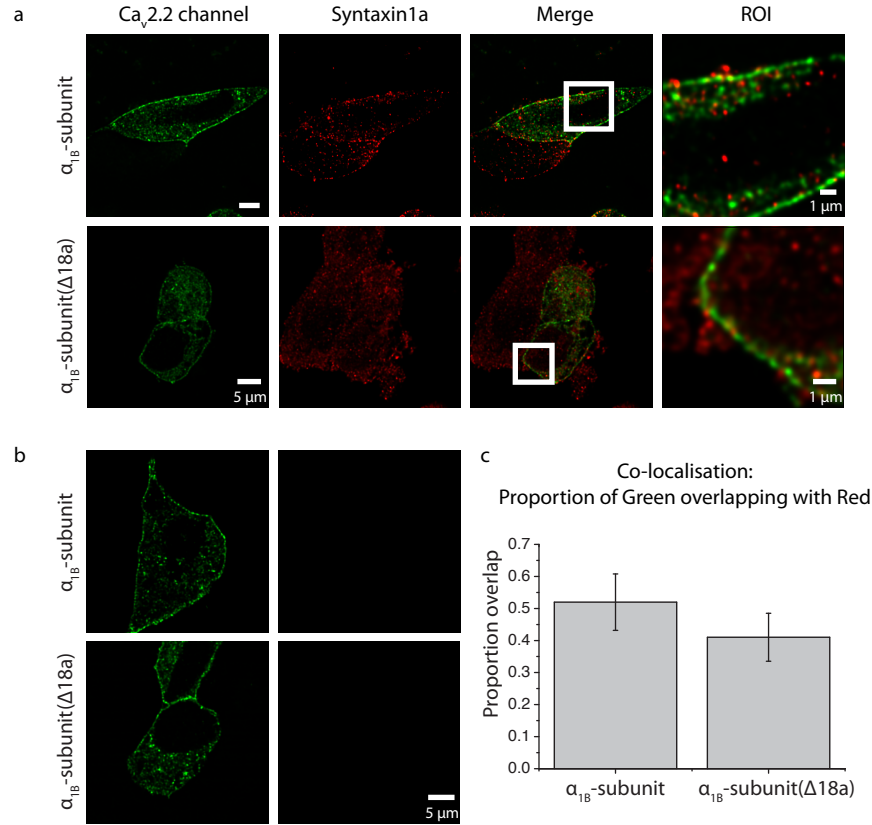 a
Caᵥ2.2 channel
Syntaxin1a
Merge
ROI
α₁B-subunit
1 μm
α₁B-subunit(Δ18a)
5 μm
1 μm
b
α₁B-subunit
α₁B-subunit(Δ18a)
5 μm
c
Co-localisation:
Proportion of Green overlapping with Red
Proportion overlap
0.7
0.6
0.5
0.4
0.3
0.2
0.1
0.0
α₁B-subunit
α₁B-subunit(Δ18a)